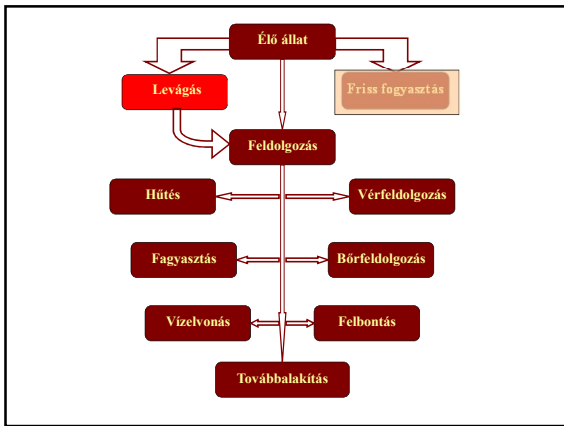 Élő állat
Levágás
Friss fogyasztás
Feldolgozás
Hűtés
Vérfeldolgozás
Fagyasztás
Bőrfeldolgozás
Vízelvonás
Felbontás
Továbbalakítás